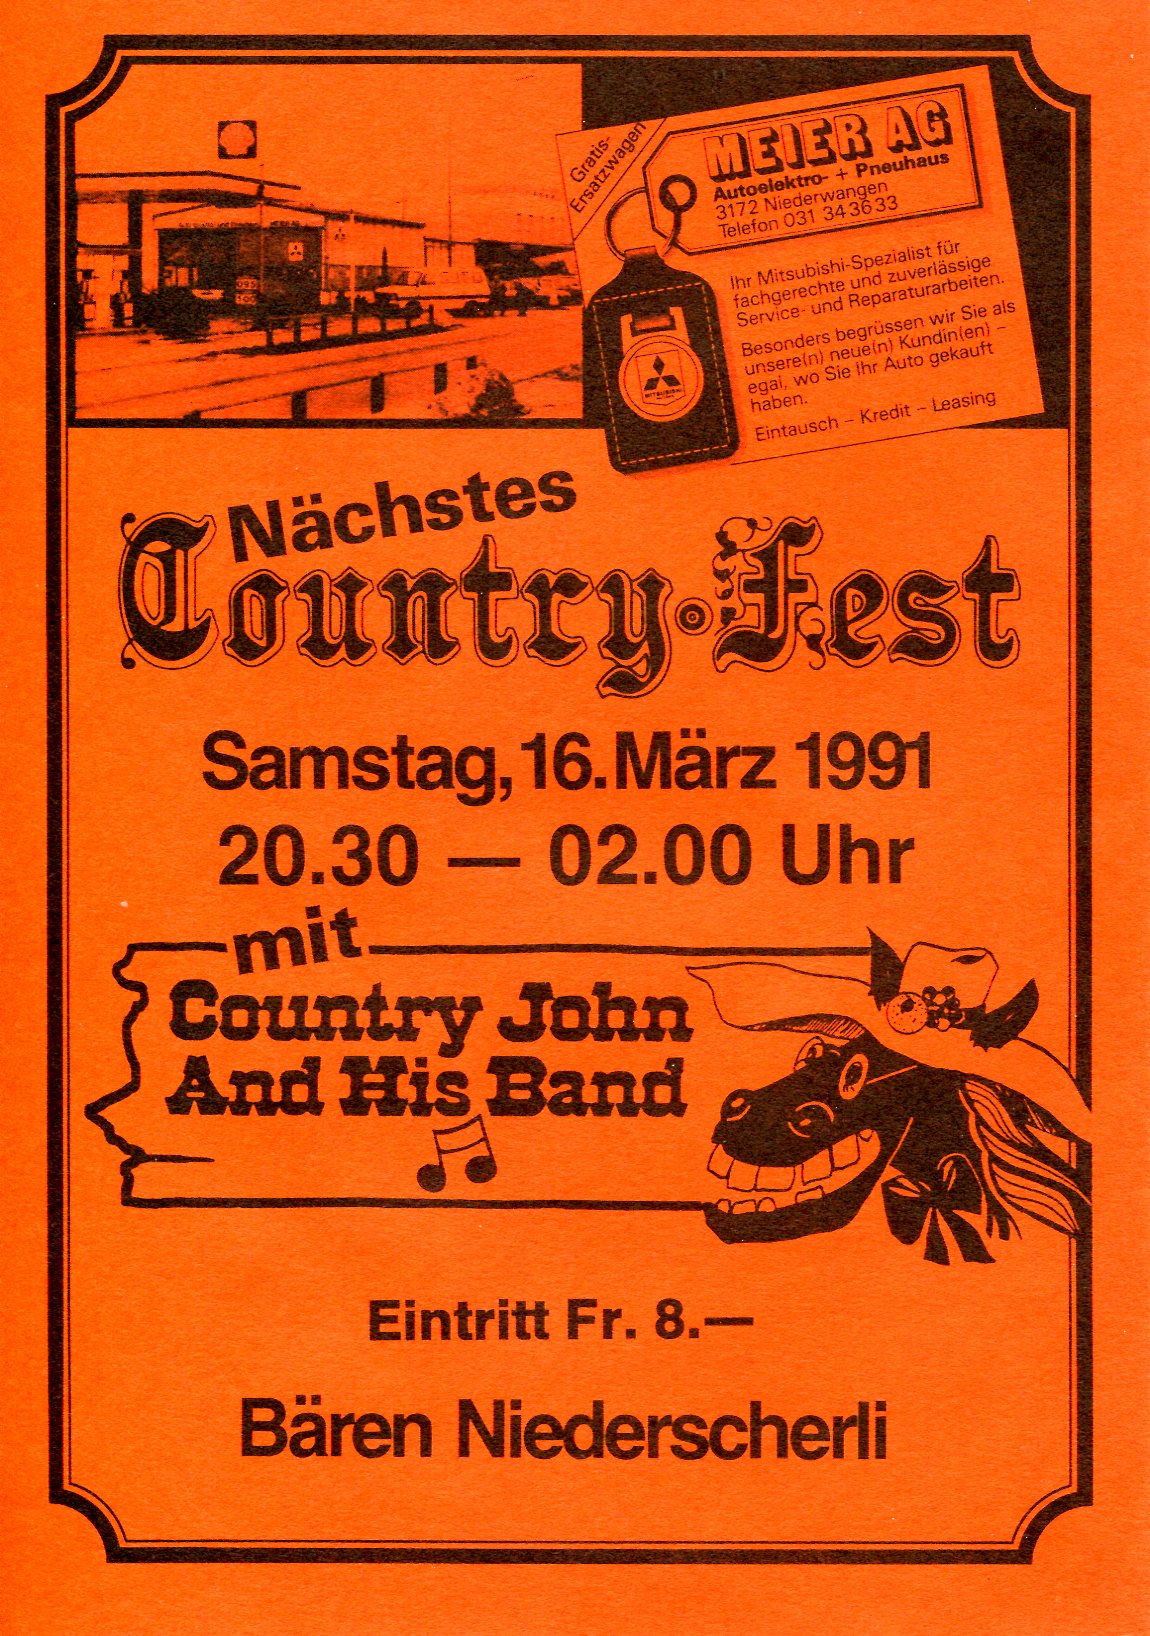 Gratis-
Ersatzwagen
MEIER AG
Autoelektro- + Pneuhaus
3172 Niederwangen
Telefon 031 34 36 33
Ihr Mitsubishi-Spezialist für
fachgerechte und zuverlässige
Service- und Reparaturarbeiten.
Besonders begrüssen wir Sie als
unsere(n) neue(n) Kundin(en) –
egal, wo Sie Ihr Auto gekauft
haben.
Eintausch – Kredit – Leasing
MITSUBISHI
Nächstes
Country-Fest
Samstag, 16. März 1991
20.30 — 02.00 Uhr
mit
Country John
And His Band
Eintritt Fr. 8.—
Bären Niederscherli